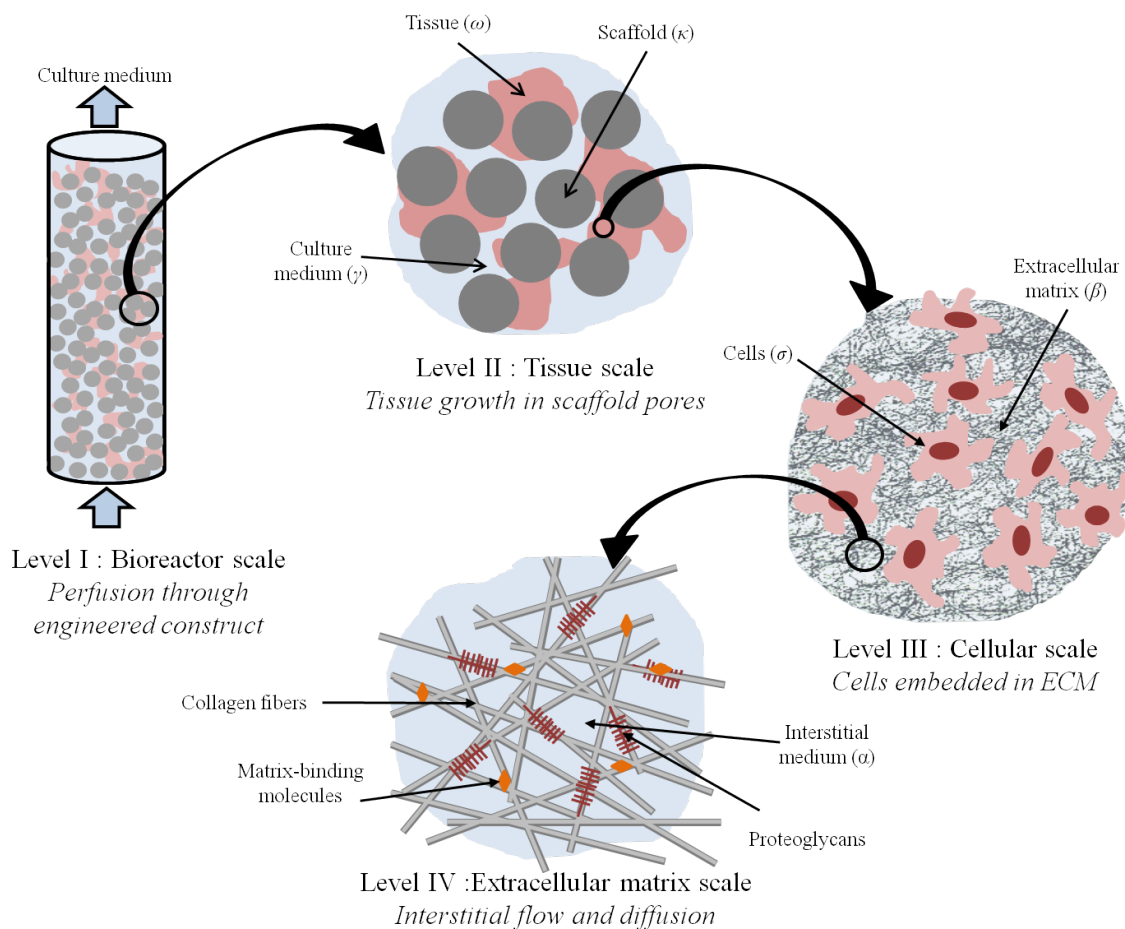 Culture medium
Level I : Bioreactor scale
Perfusion through
engineered construct
Tissue (ω)
Scaffold (κ)
Culture
medium (γ)
Level II : Tissue scale
Tissue growth in scaffold pores
Extracellular
matrix (β)
Cells (σ)
Level III : Cellular scale
Cells embedded in ECM
Collagen fibers
Matrix-binding
molecules
Interstitial
medium (α)
Proteoglycans
Level IV :Extracellular matrix scale
Interstitial flow and diffusion